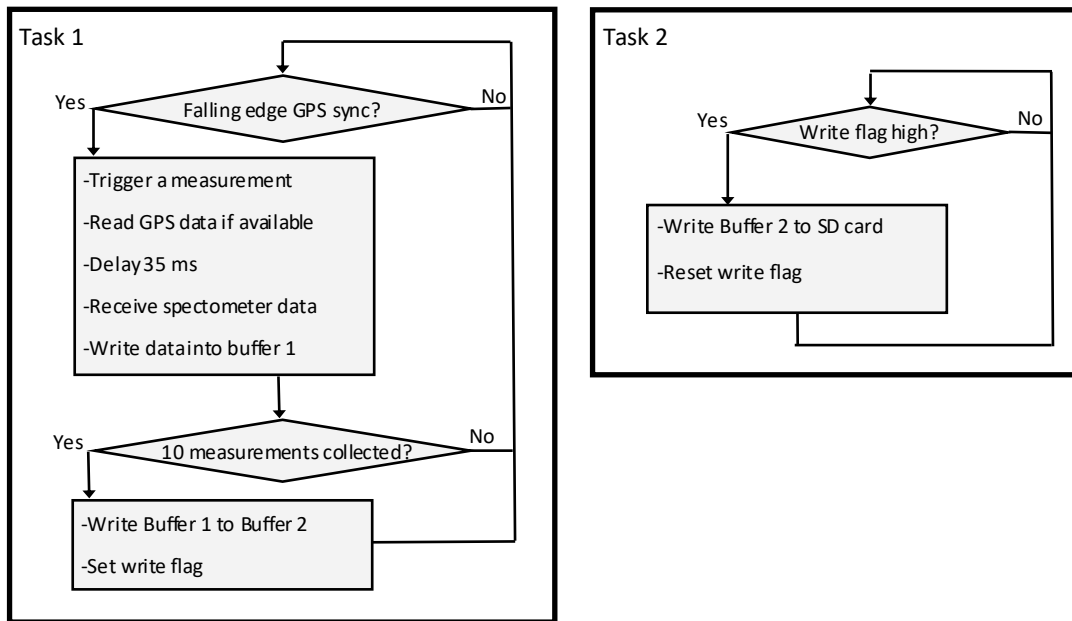 Task 1
Falling edge GPS sync?
Yes
No
-Trigger a measurement
-Read GPS data if available
-Delay 35 ms
-Receive spectometer data
-Write data into buffer 1
10 measurements collected?
Yes
No
-Write Buffer 1 to Buffer 2
-Set write flag
Task 2
Write flag high?
Yes
No
-Write Buffer 2 to SD card
-Reset write flag